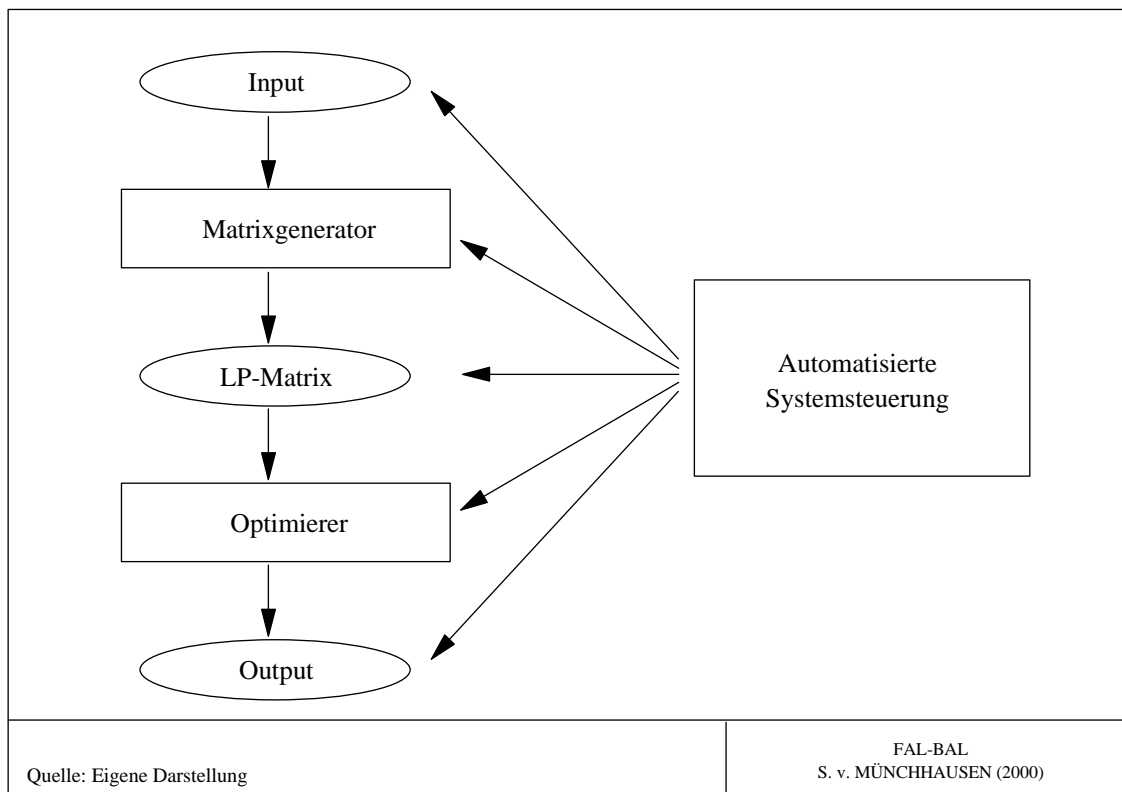 Input
Matrixgenerator
LP-Matrix
Optimierer
Output
Automatisierte
Systemsteuerung
Quelle: Eigene Darstellung
FAL-BAL
S. v. MÜNCHHAUSEN (2000)